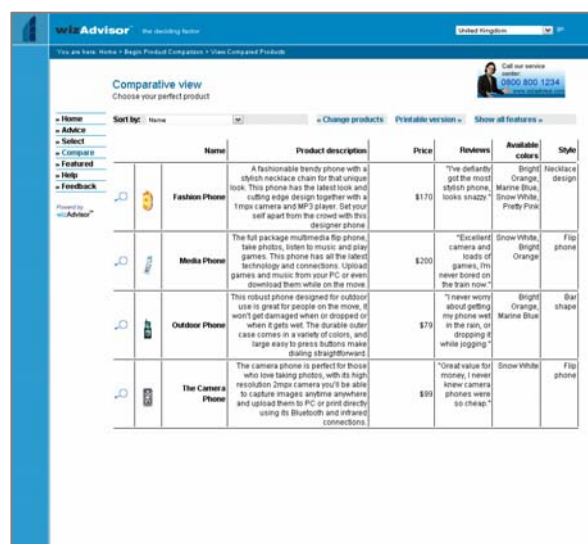 wizAdvisor™ the deciding factor
United Kingdom
You are here: Home > Begin Product Comparison > View Compared Products
Call our service
center:
0800 800 1234
www.wizadvisor.com
Comparative view
Choose your perfect product
Sort by: Name
« Change products
Printable version »
Show all features »
» Home
» Advice
» Select
» Compare
» Featured
» Help
» Feedback
Powered by
wizAdvisor™
Name
Product description
Price
Reviews
Available
colors
Style
Fashion Phone
A fashionable trendy phone with a
stylish necklace chain for that unique
look. This phone has the latest look and
cutting edge design together with a
1mpx camera and MP3 player. Set your
self apart from the crowd with this
designer phone.
$170
"I've defiantly
got the most
stylish phone,
looks snazzy."
Bright
Orange,
Marine Blue,
Snow White,
Pretty Pink
Necklace
design
Media Phone
The full package multimedia flip phone,
take photos, listen to music and play
games. This phone has all the latest
technology and connections. Upload
games and music from your PC or even
download them while on the move.
$200
"Excellent
camera and
loads of
games, I'm
never bored on
the train now."
Snow White,
Bright
Orange
Flip
phone
Outdoor Phone
This robust phone designed for outdoor
use is great for people on the move, it
won't get damaged when or dropped or
when it gets wet. The durable outer
case comes in a variety of colors, and
large easy to press buttons make
dialing straightforward.
$79
"I never worry
about getting
my phone wet
in the rain, or
dropping it
while jogging."
Bright
Orange,
Marine Blue
Bar
shape
The Camera
Phone
The camera phone is perfect for those
who love taking photos, with its high
resolution 2mpx camera you'll be able
to capture images anytime anywhere
and upload them to PC or print directly
using its Bluetooth and infrared
connections.
$99
"Great value for
money, I never
knew camera
phones were
so cheap."
Snow White
Flip
phone